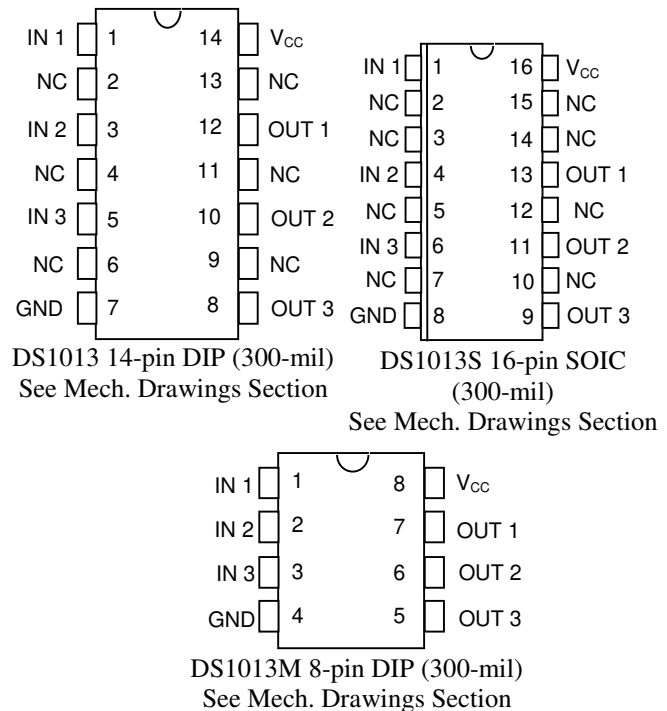 IN 1 1 14 VCC
NC 2 13 NC
IN 2 3 12 OUT 1
NC 4 11 NC
IN 3 5 10 OUT 2
NC 6 9 NC
GND 7 8 OUT 3
DS1013 14-pin DIP (300-mil)
See Mech. Drawings Section
IN 1 1 16 VCC
NC 2 15 NC
NC 3 14 NC
IN 2 4 13 OUT 1
NC 5 12 NC
IN 3 6 11 OUT 2
NC 7 10 NC
GND 8 9 OUT 3
DS1013S 16-pin SOIC
(300-mil)
See Mech. Drawings Section
IN 1 1 8 VCC
IN 2 2 7 OUT 1
IN 3 3 6 OUT 2
GND 4 5 OUT 3
DS1013M 8-pin DIP (300-mil)
See Mech. Drawings Section